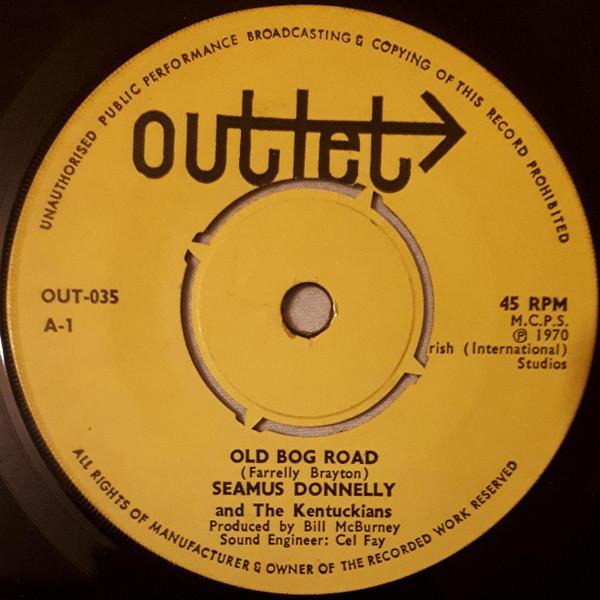 UNAUTHORISED PUBLIC PERFORMANCE BROADCASTING & COPYING OF THIS RECORD PROHIBITED
outlet
OUT-035
A-1
45 RPM
M.C.P.S.
℗ 1970
rish (International)
Studios
OLD BOG ROAD
(Farrelly Brayton)
SEAMUS DONNELLY
and The Kentuckians
Produced by Bill McBurney
Sound Engineer: Cel Fay
ALL RIGHTS OF MANUFACTURER & OWNER OF THE RECORDED WORK RESERVED